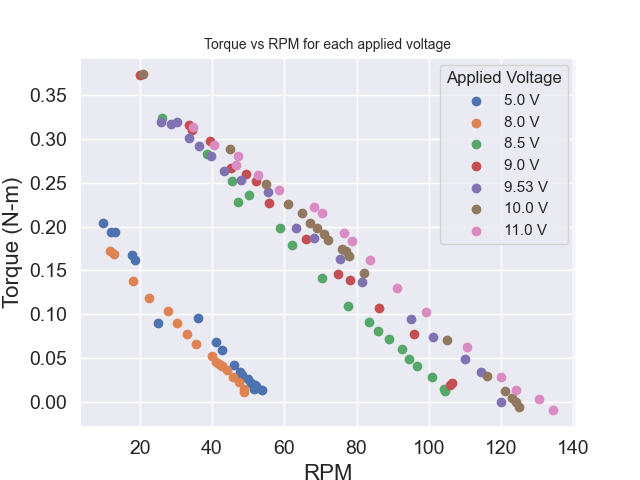 Torque vs RPM for each applied voltage
Torque (N-m)
0.35
0.30
0.25
0.20
0.15
0.10
0.05
0.00
20 40 60 80 100 120 140
RPM
Applied Voltage
5.0 V
8.0 V
8.5 V
9.0 V
9.53 V
10.0 V
11.0 V